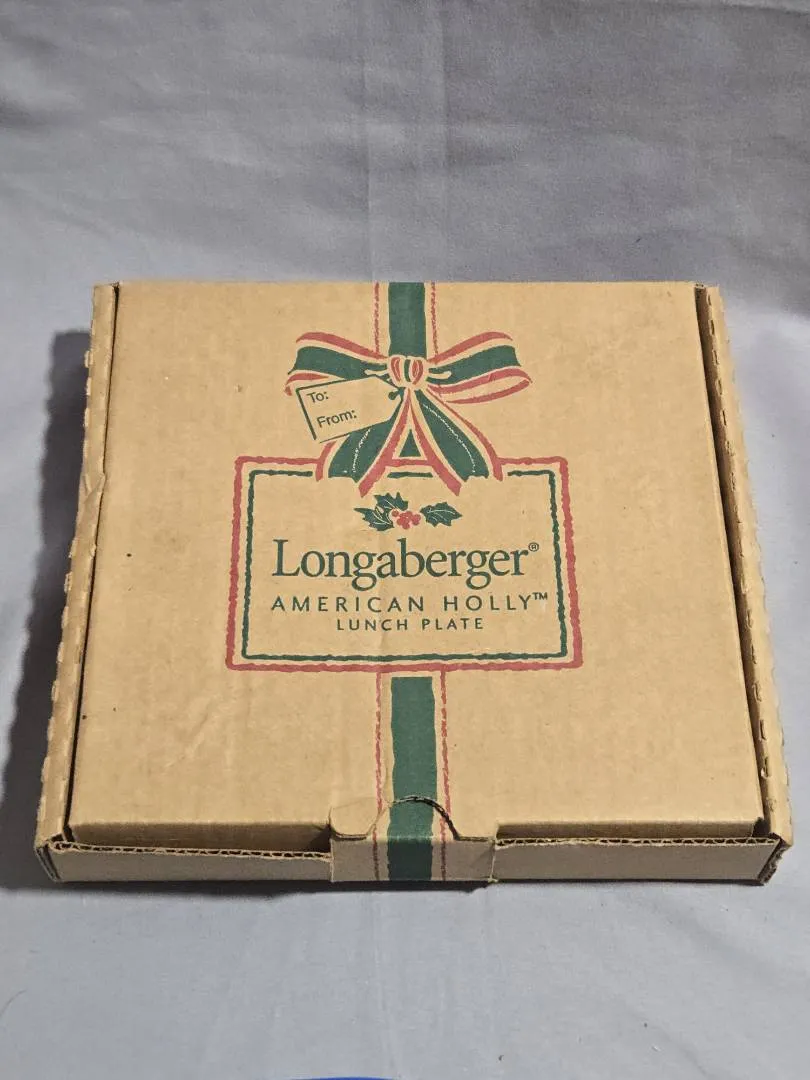 To:
From:
Longaberger®
AMERICAN HOLLY™
LUNCH PLATE